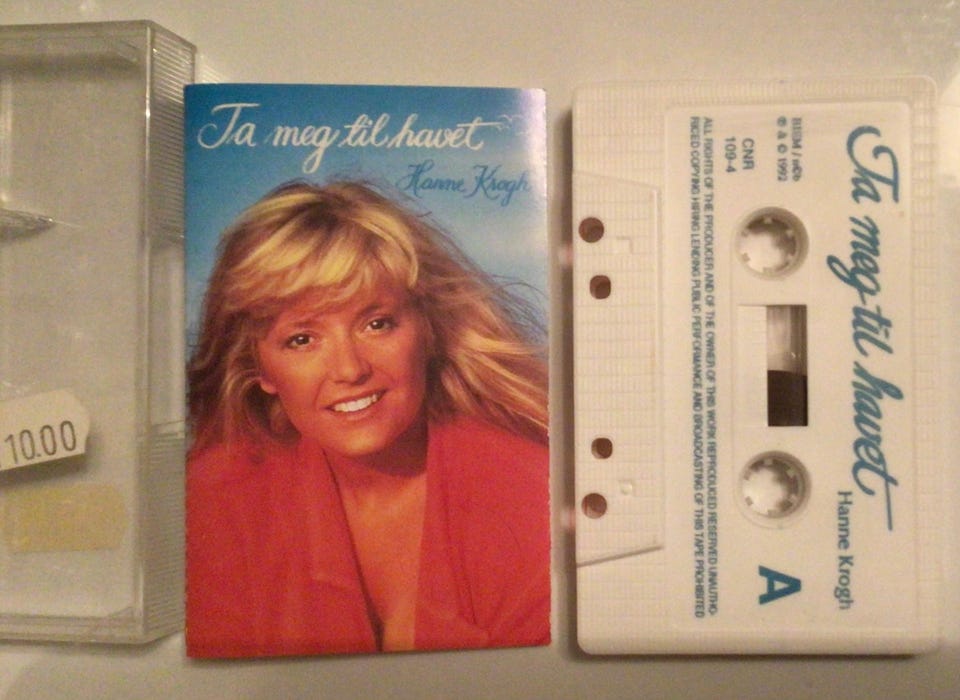 110.00
Ta meg til havet
Hanne Krogh
Ta meg til havet
Hanne Krogh
BIEM / n©b
℗ & © 1992
CNR
109-4
ALL RIGHTS OF THE PRODUCER AND OF THE OWNER OF THIS WORK REPRODUCED RESERVED UNAUTHO-
RISED COPYING HIRING LENDING PUBLIC PERFORMANCE AND BROADCASTING OF THIS TAPE PROHIBITED
A